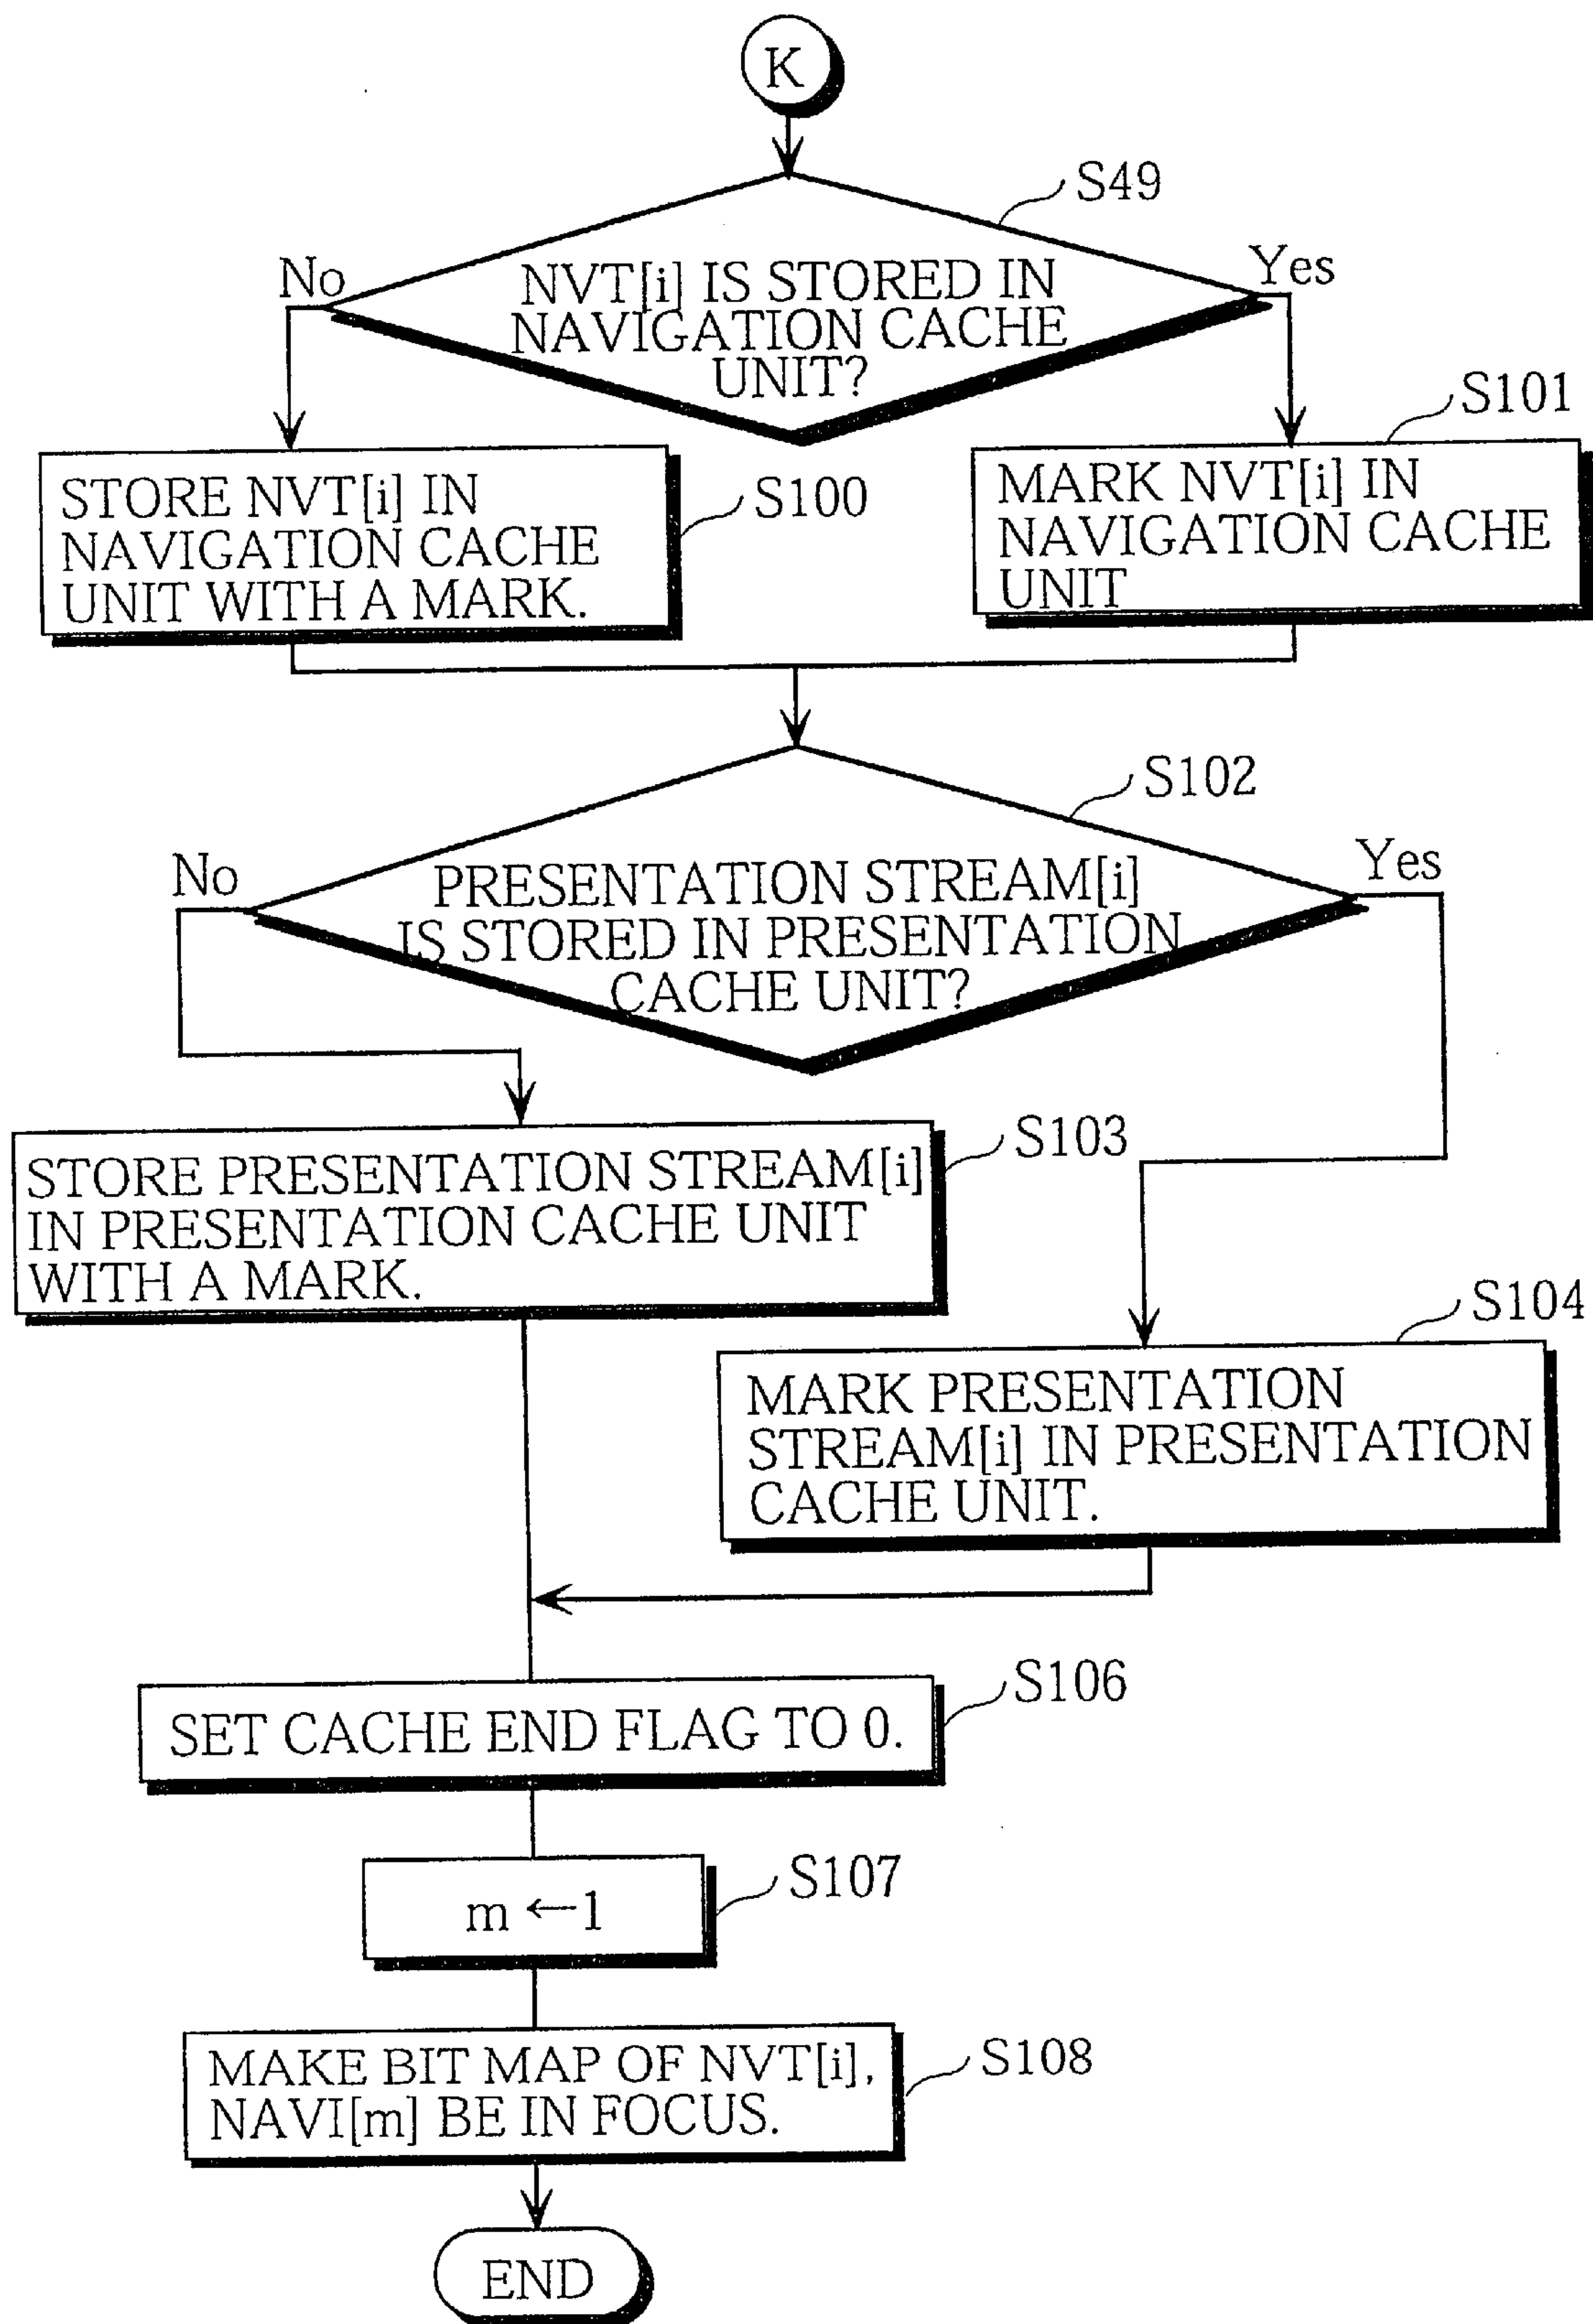 K
S49
No
Yes
NVT[i] IS STORED IN
NAVIGATION CACHE
UNIT?
S101
STORE NVT[i] IN
NAVIGATION CACHE
UNIT WITH A MARK.
S100
MARK NVT[i] IN
NAVIGATION CACHE
UNIT
S102
No
Yes
PRESENTATION STREAM[i]
IS STORED IN PRESENTATION
CACHE UNIT?
S103
STORE PRESENTATION STREAM[i]
IN PRESENTATION CACHE UNIT
WITH A MARK.
S104
MARK PRESENTATION
STREAM[i] IN PRESENTATION
CACHE UNIT.
S106
SET CACHE END FLAG TO 0.
S107
m ←1
S108
MAKE BIT MAP OF NVT[i],
NAVI[m] BE IN FOCUS.
END